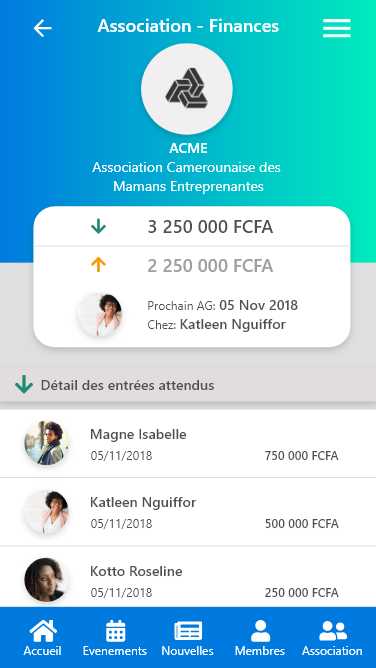 Association - Finances
ACME
Association Camerounaise des
Mamans Entreprenantes
3 250 000 FCFA
2 250 000 FCFA
Prochain AG: 05 Nov 2018
Chez: Katleen Nguiffor
Détail des entrées attendus
Magne Isabelle
05/11/2018 750 000 FCFA
Katleen Nguiffor
05/11/2018 500 000 FCFA
Kotto Roseline
05/11/2018 250 000 FCFA
Accueil Evenements Nouvelles Membres Association